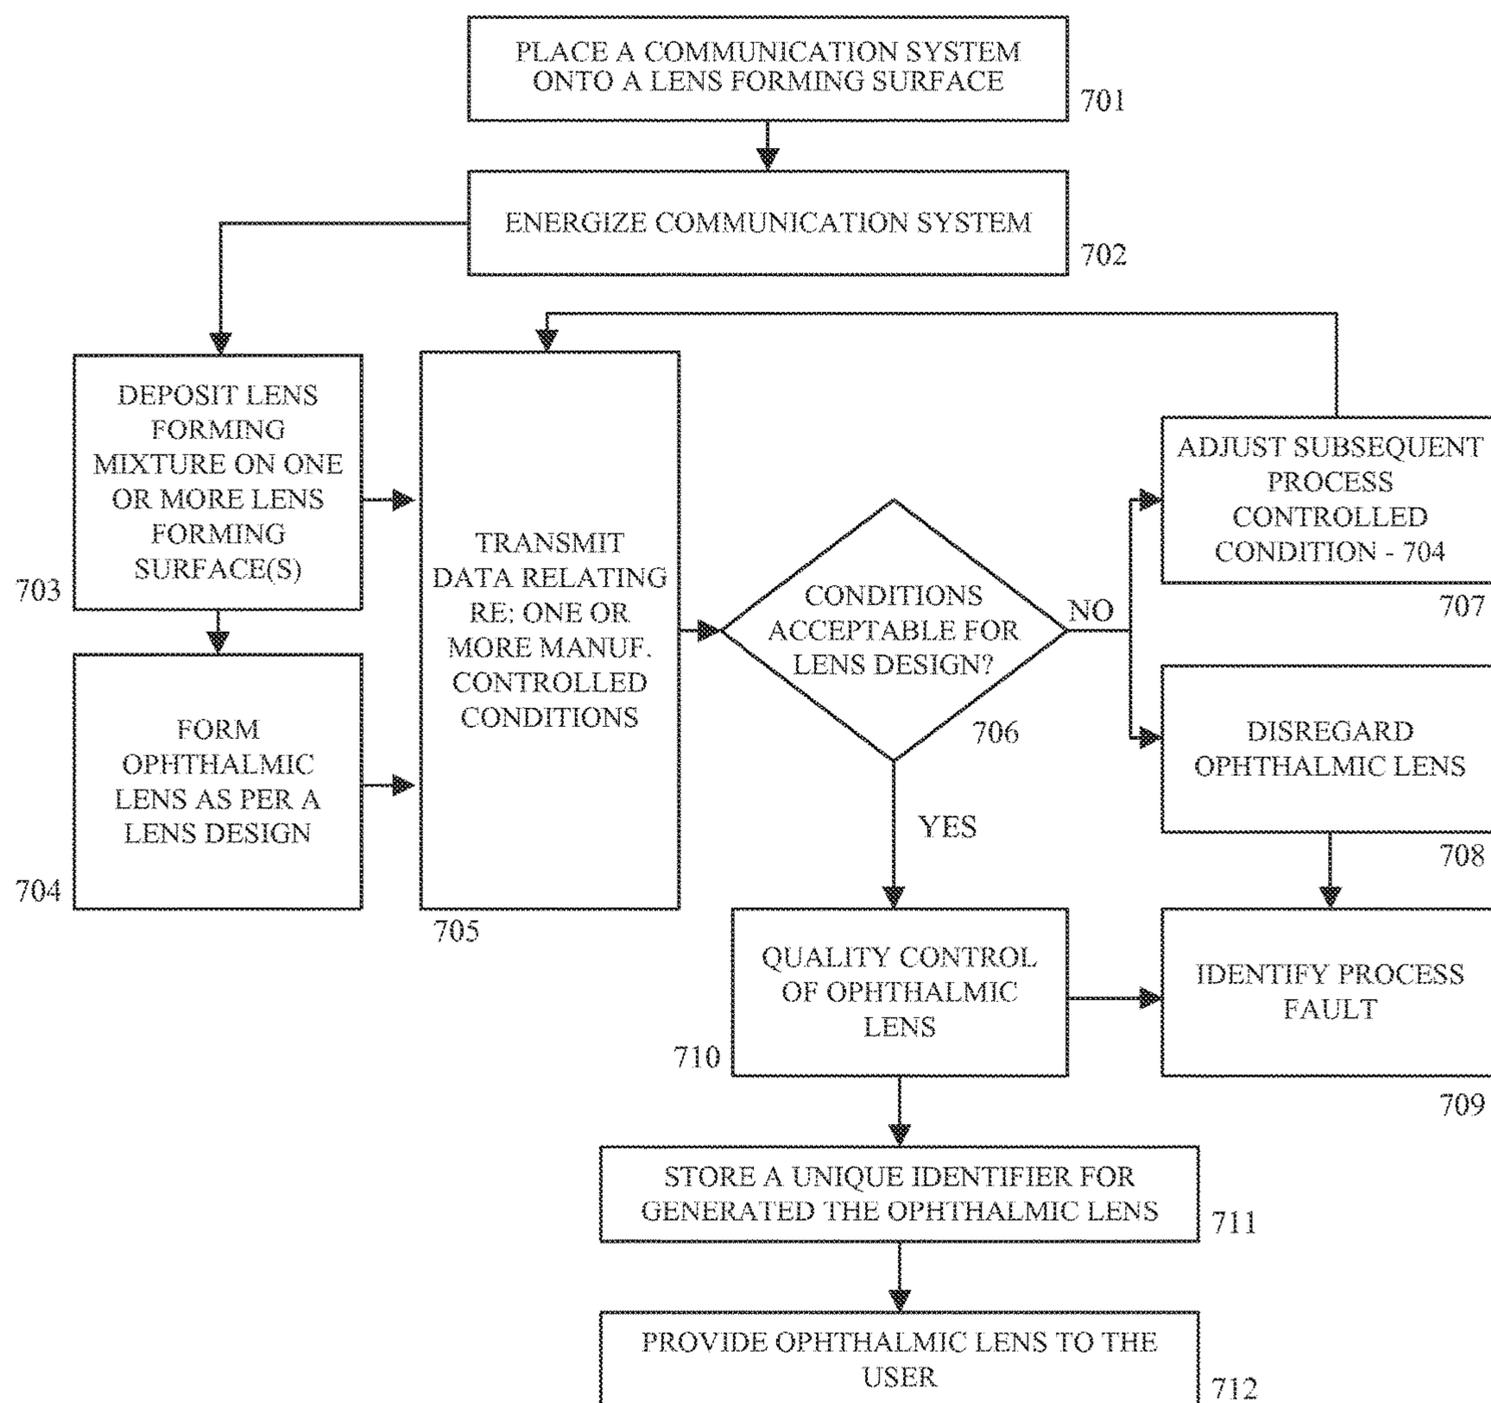 PLACE A COMMUNICATION SYSTEM
ONTO A LENS FORMING SURFACE
701
ENERGIZE COMMUNICATION SYSTEM
702
DEPOSIT LENS
FORMING
MIXTURE ON ONE
OR MORE LENS
FORMING
SURFACE(S)
703
FORM
OPHTHALMIC
LENS AS PER A
LENS DESIGN
704
TRANSMIT
DATA RELATING
RE: ONE OR
MORE MANUF.
CONTROLLED
CONDITIONS
705
CONDITIONS
ACCEPTABLE FOR
LENS DESIGN?
706
NO
YES
ADJUST SUBSEQUENT
PROCESS
CONTROLLED
CONDITION - 704
707
DISREGARD
OPHTHALMIC LENS
708
IDENTIFY PROCESS
FAULT
709
QUALITY CONTROL
OF OPHTHALMIC
LENS
710
STORE A UNIQUE IDENTIFIER FOR
GENERATED THE OPHTHALMIC LENS
711
PROVIDE OPHTHALMIC LENS TO THE
USER
712